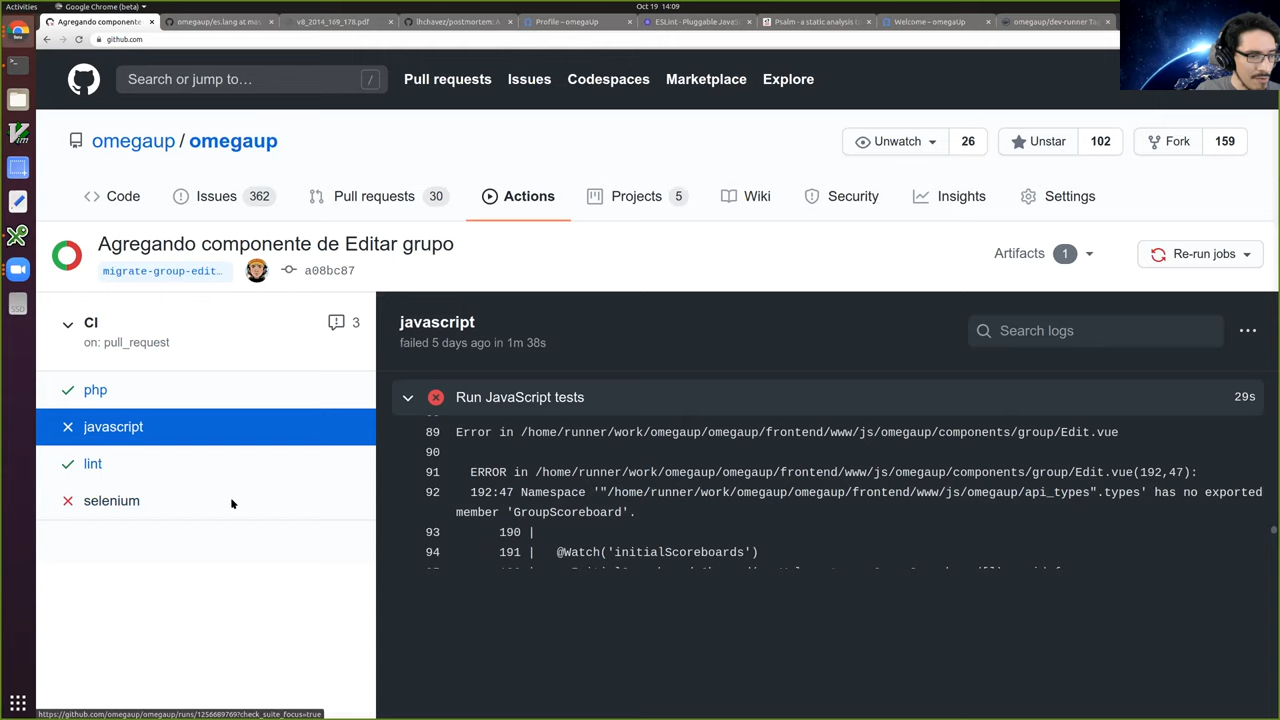 Activities
Google Chrome (beta)
Oct 19 14:09
Agregando componente
omegaup/es.lang at mas
v8_2014_169_178.pdf
lhchavez/postmortem: A
Profile – omegaUp
ESLint - Pluggable JavaS
Psalm - a static analysis t
Welcome – omegaUp
omegaup/dev-runner Tag
github.com
Search or jump to…
/
Pull requests
Issues
Codespaces
Marketplace
Explore
omegaup / omegaup
Unwatch
26
Unstar
102
Fork
159
Code
Issues
362
Pull requests
30
Actions
Projects
5
Wiki
Security
Insights
Settings
Agregando componente de Editar grupo
migrate-group-edit…
a08bc87
Artifacts
1
Re-run jobs
CI
3
on: pull_request
php
javascript
lint
selenium
javascript
failed 5 days ago in 1m 38s
Search logs
Run JavaScript tests
29s
89 Error in /home/runner/work/omegaup/omegaup/frontend/www/js/omegaup/components/group/Edit.vue
90
91 ERROR in /home/runner/work/omegaup/omegaup/frontend/www/js/omegaup/components/group/Edit.vue(192,47):
92 192:47 Namespace '"/home/runner/work/omegaup/omegaup/frontend/www/js/omegaup/api_types".types' has no exported
member 'GroupScoreboard'.
93 190 |
94 191 | @Watch('initialScoreboards')
SSD
https://github.com/omegaup/omegaup/runs/1256689769?check_suite_focus=true